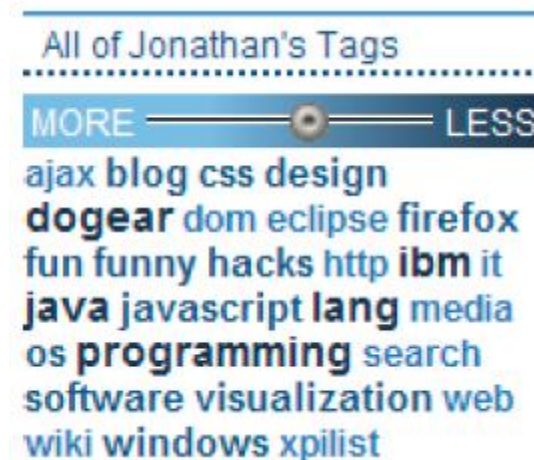 All of Jonathan's Tags
MORE LESS
ajax blog css design
dogear dom eclipse firefox
fun funny hacks http ibm it
java javascript lang media
os programming search
software visualization web
wiki windows xpilist